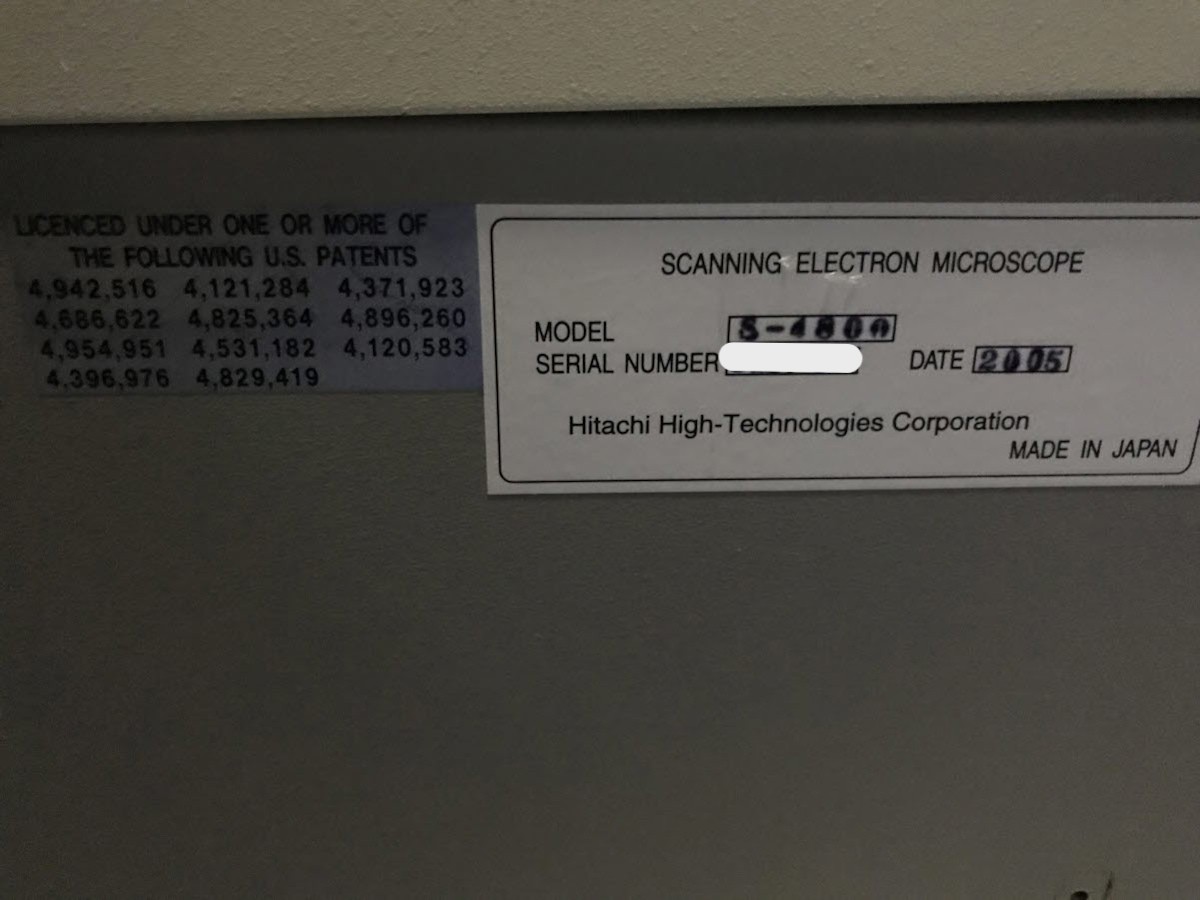 LICENCED UNDER ONE OR MORE OF
THE FOLLOWING U.S. PATENTS
4,942,516 4,121,284 4,371,923
4,686,622 4,825,364 4,896,260
4,954,951 4,531,182 4,120,583
4,396,976 4,829,419
SCANNING ELECTRON MICROSCOPE
MODEL S-4800
SERIAL NUMBER DATE 2005
Hitachi High-Technologies Corporation
MADE IN JAPAN